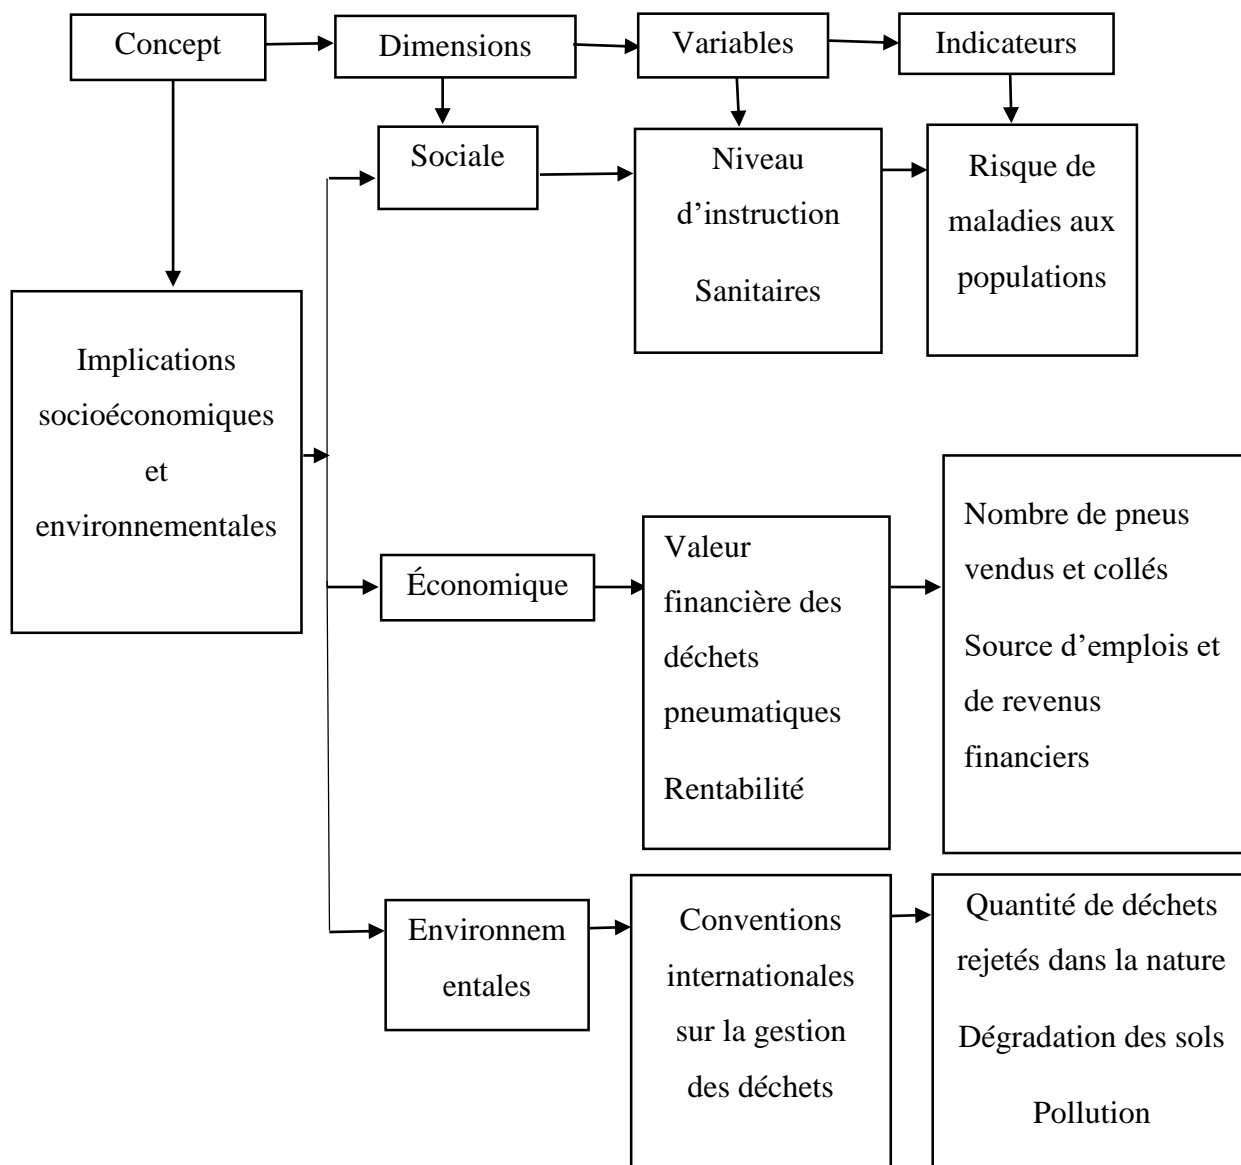 Concept
Dimensions
Variables
Indicateurs
Sociale
Niveau
d’instruction
Sanitaires
Risque de
maladies aux
populations
Implications
socioéconomiques
et
environnementales
Économique
Valeur
financière des
déchets
pneumatiques
Rentabilité
Nombre de pneus
vendus et collés
Source d’emplois et
de revenus
financiers
Environnem
entales
Conventions
internationales
sur la gestion
des déchets
Quantité de déchets
rejetés dans la nature
Dégradation des sols
Pollution